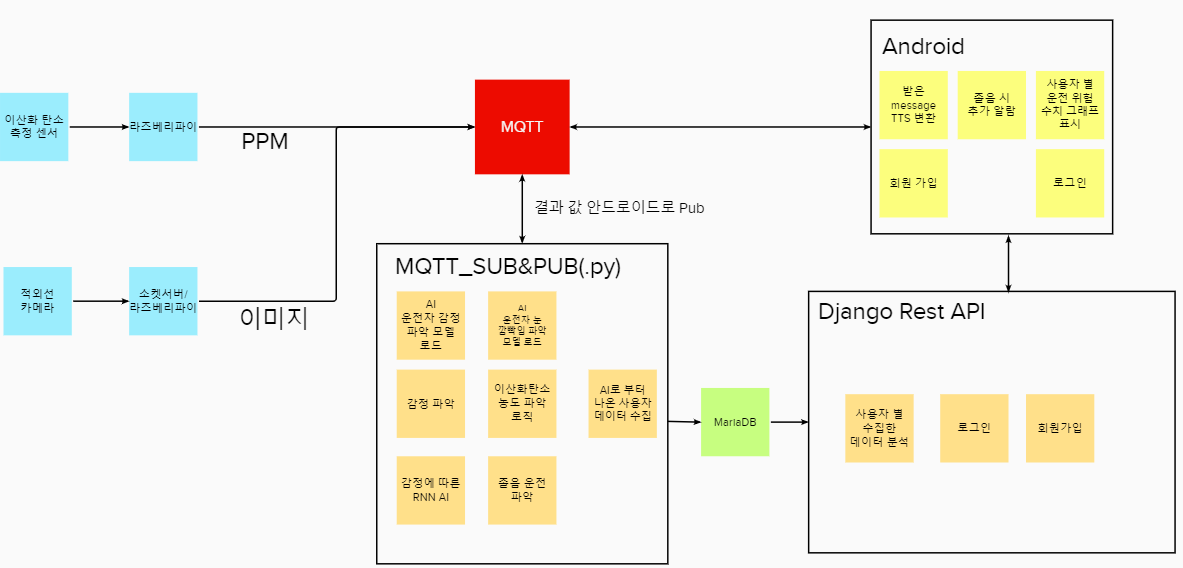 이산화 탄소
측정 센서
라즈베리파이
PPM
적외선
카메라
소켓서버/
라즈베리파이
이미지
MQTT
결과 값 안드로이드로 Pub
Android
받은
message
TTS 변환
졸음 시
추가 알람
사용자 별
운전 위험
수치 그래프
표시
회원 가입
로그인
MQTT_SUB&PUB(.py)
AI
운전자 감정
파악 모델
로드
AI
운전자 눈
깜빡임 파악
모델 로드
감정 파악
이산화탄소
농도 파악
로직
AI로 부터
나온 사용자
데이터 수집
감정에 따른
RNN AI
졸음 운전
파악
MariaDB
Django Rest API
사용자 별
수집한
데이터 분석
로그인
회원가입